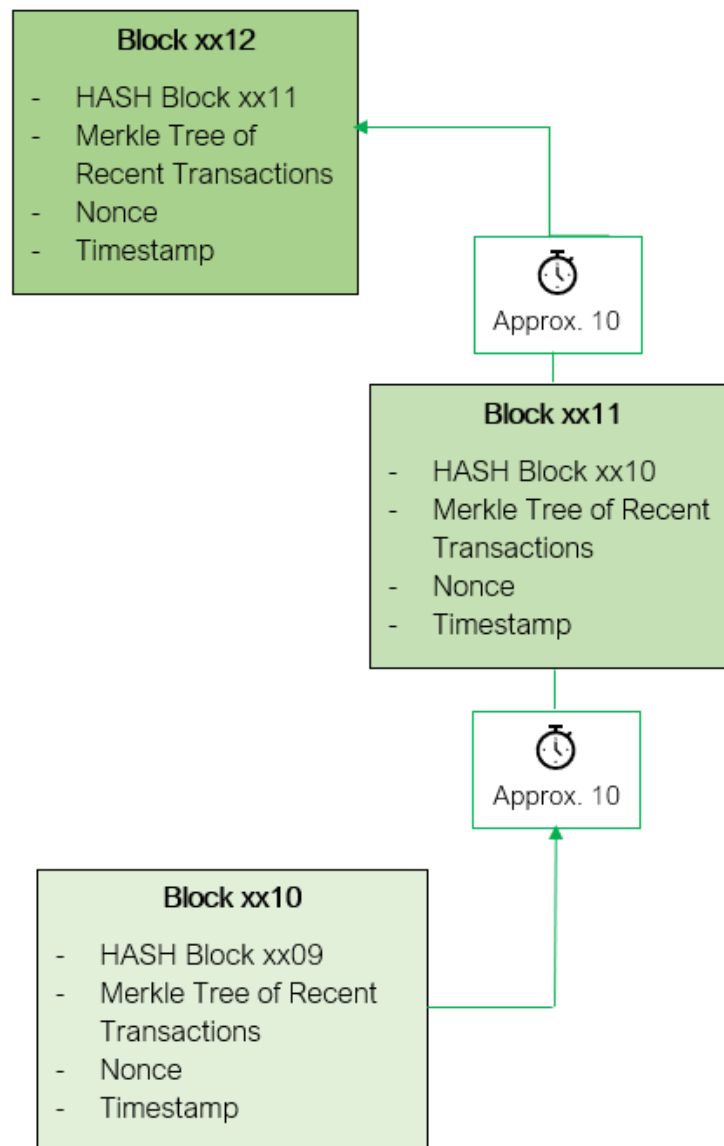 Block xx12
- HASH Block xx11
- Merkle Tree of
Recent Transactions
- Nonce
- Timestamp
Approx. 10
Block xx11
- HASH Block xx10
- Merkle Tree of Recent
Transactions
- Nonce
- Timestamp
Approx. 10
Block xx10
- HASH Block xx09
- Merkle Tree of Recent
Transactions
- Nonce
- Timestamp